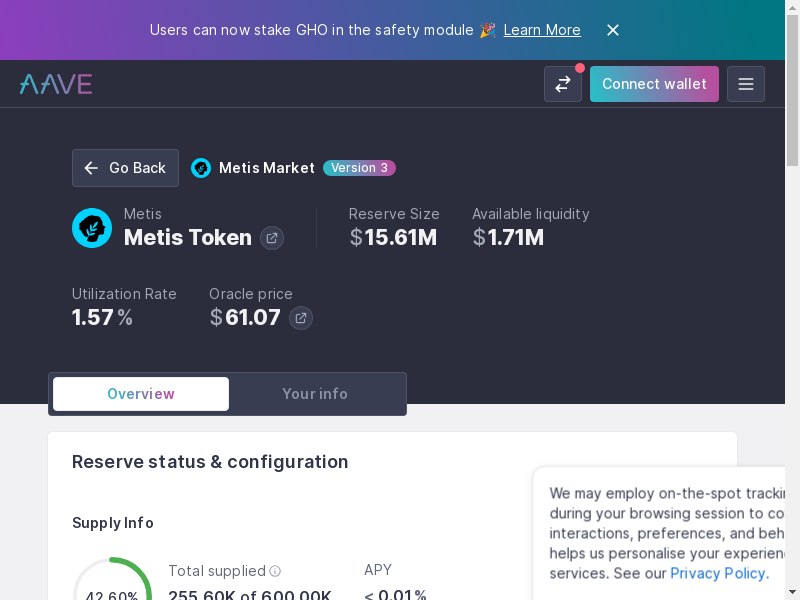 Users can now stake GHO in the safety module 🎉 Learn More
AAVE
Connect wallet
Go Back
Metis Market
Version 3
Metis
Metis Token
Reserve Size
$15.61M
Available liquidity
$1.71M
Utilization Rate
1.57%
Oracle price
$61.07
Overview
Your info
Reserve status & configuration
We may employ on-the-spot
during your browsing session to
interactions, preferences, and
helps us personalise your
services. See our Privacy Policy.
Supply Info
42.60%
Total supplied
255.60K of 600.00K
APY
< 0.01%